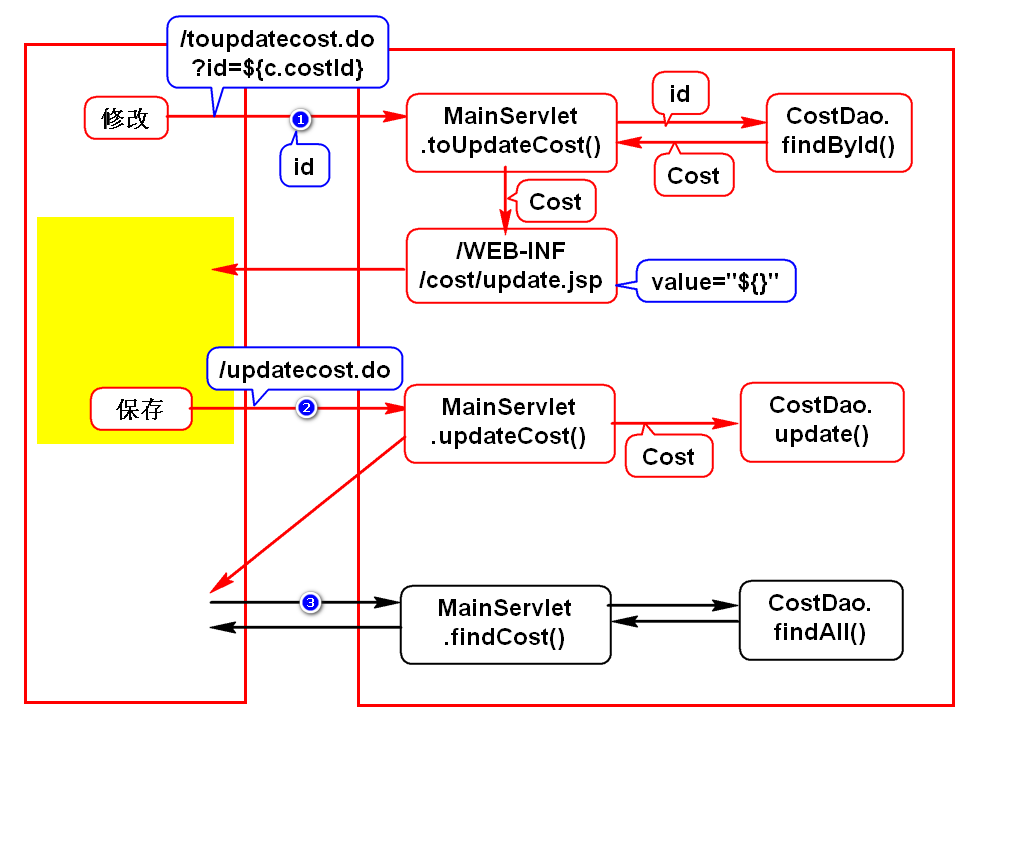 /toupdatecost.do
?id=${c.costId}
修改
1
id
MainServlet
.toUpdateCost()
id
CostDao.
findById()
Cost
Cost
/WEB-INF
/cost/update.jsp
value="${}"
/updatecost.do
保存
2
MainServlet
.updateCost()
Cost
CostDao.
update()
3
MainServlet
.findCost()
CostDao.
findAll()